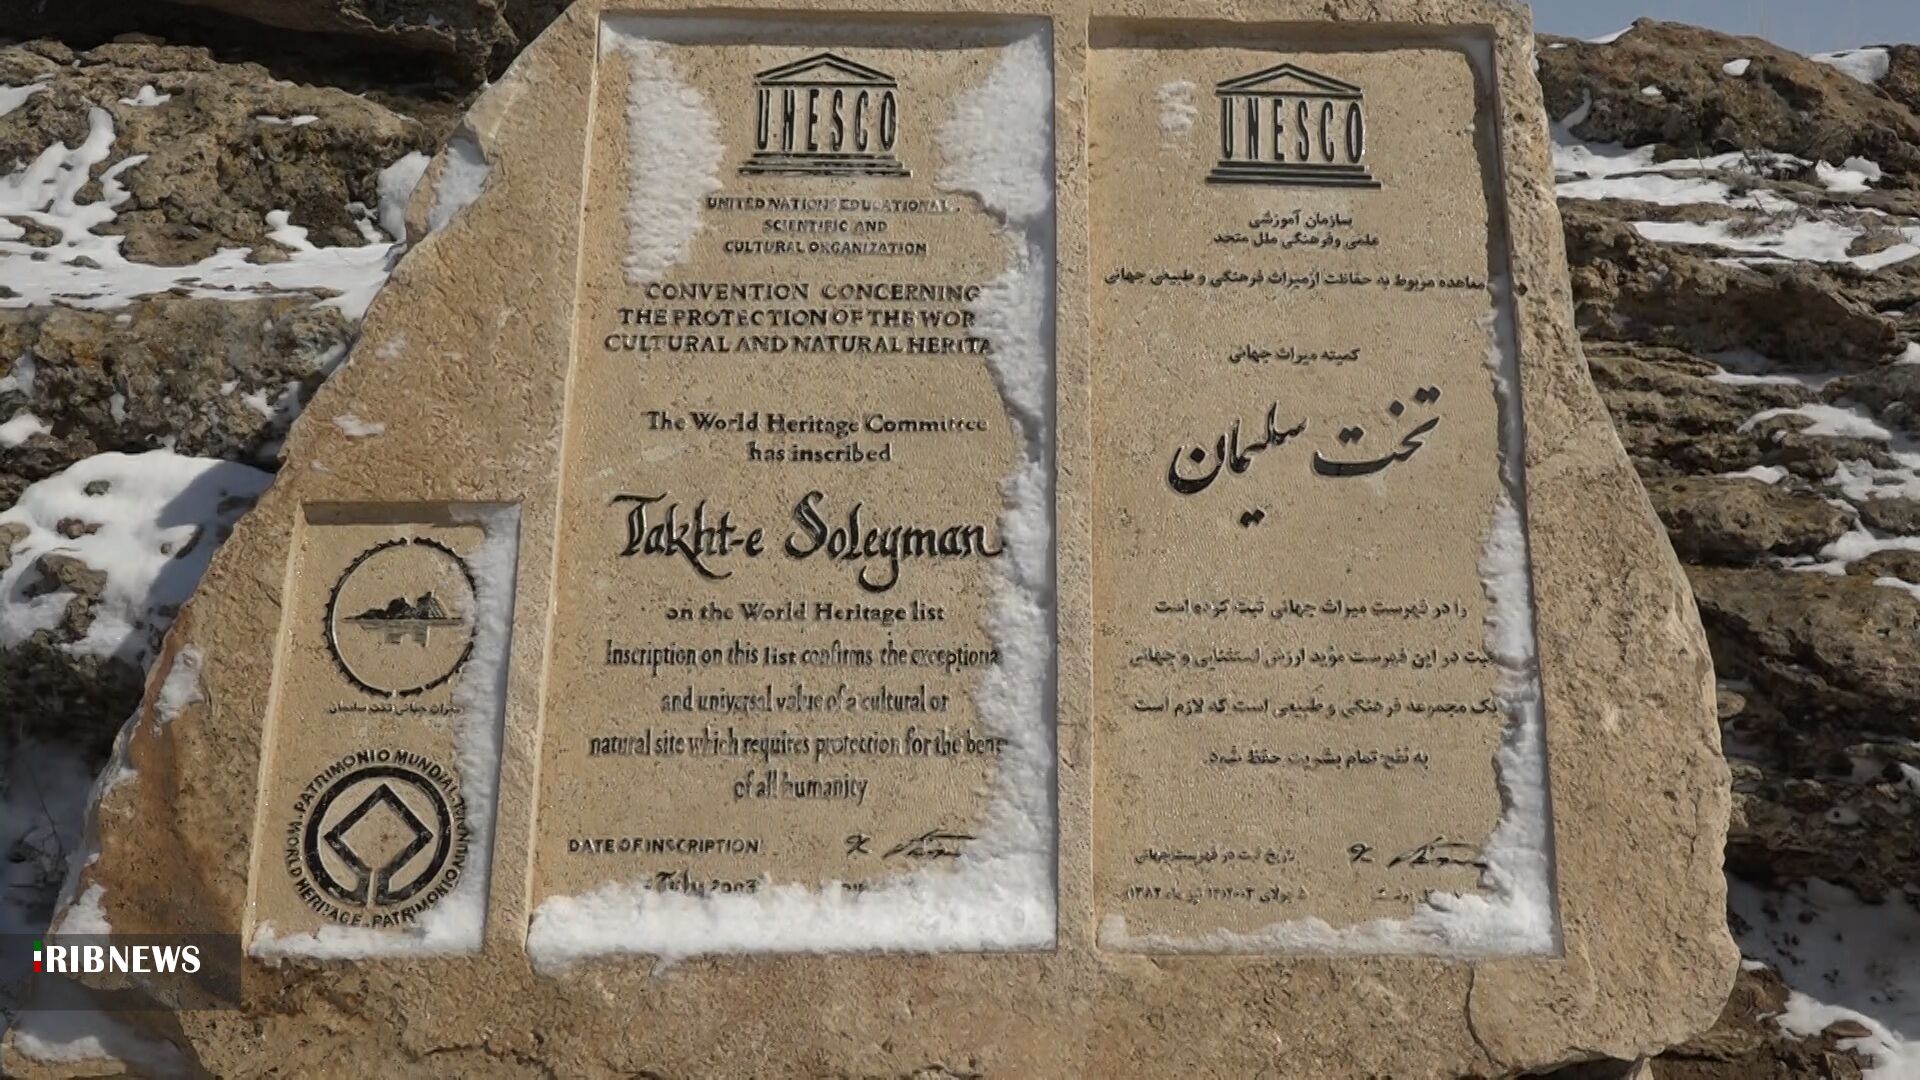 UNESCO
UNITED NATIONS EDUCATIONAL,
SCIENTIFIC AND
CULTURAL ORGANIZATION
CONVENTION CONCERNING
THE PROTECTION OF THE WOR
CULTURAL AND NATURAL HERITA
The World Heritage Committee
has inscribed
Takht-e Soleyman
on the World Heritage list
Inscription on this list confirms the exceptiona
and universal value of a cultural or
natural site which requires protection for the bene
of all humanity
DATE OF INSCRIPTION
July 2003
UNESCO
سازمان آموزشی
علمی وفرهنگی ملل متحد
معاهده مربوط به حفاظت ازمیراث فرهنگی و طبیعی جهانی
کمیته میراث جهانی
تخت سلیمان
را در فهرست میراث جهانی ثبت کرده است
ثبت در این فهرست مؤید ارزش استثنایی و جهانی
یک مجموعه فرهنگی و طبیعی است که لازم است
به نفع تمام بشریت حفظ شود.
تاریخ ثبت در فهرست جهانی
میراث جهانی تخت سلیمان
PATRIMONIO MUNDIAL
WORLD HERITAGE
PATRIMOINE MONDIAL
IRIBNEWS